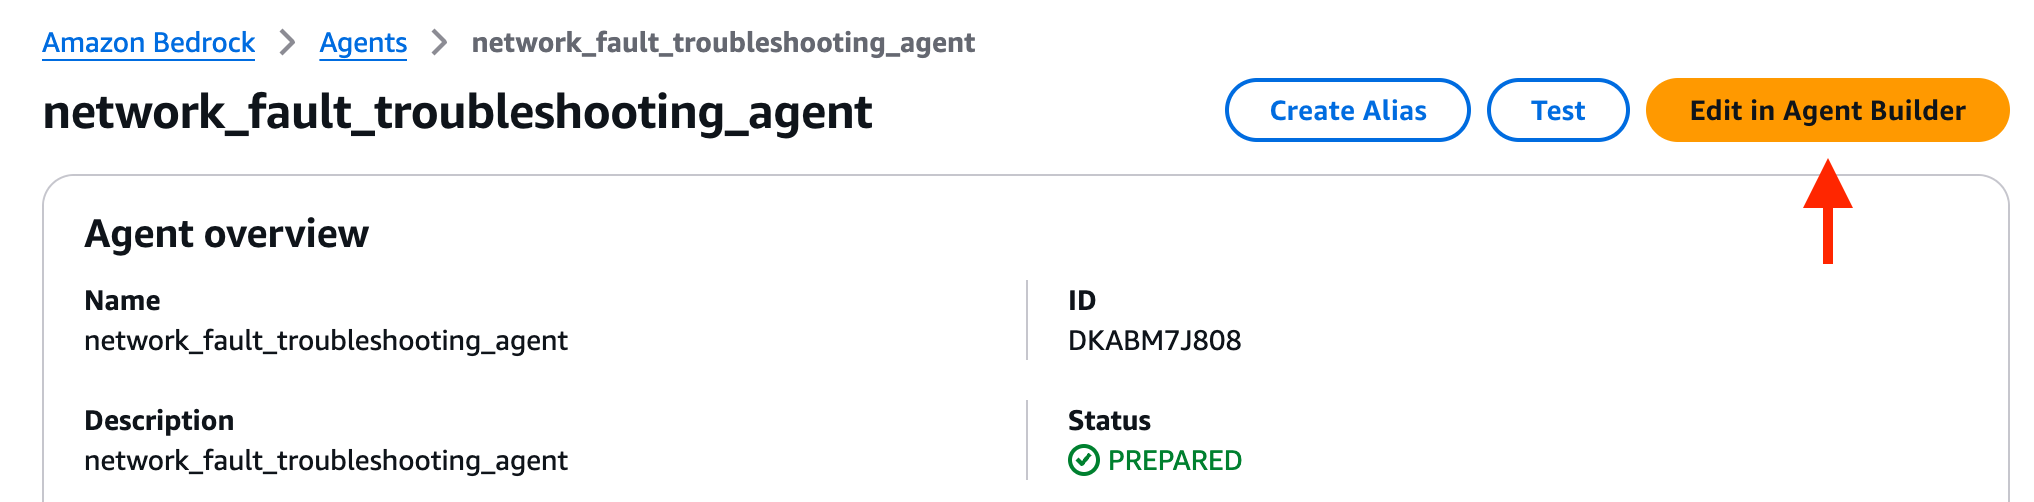 Amazon Bedrock > Agents > network_fault_troubleshooting_agent
network_fault_troubleshooting_agent
Create Alias
Test
Edit in Agent Builder
Agent overview
Name
network_fault_troubleshooting_agent
ID
DKABM7J808
Description
network_fault_troubleshooting_agent
Status
PREPARED